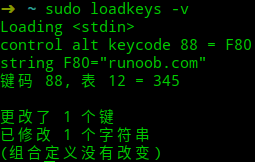 ➜ ~ sudo loadkeys -v
Loading <stdin>
control alt keycode 88 = F80
string F80="runoob.com"
键码 88, 表 12 = 345

更改了 1 个键
已修改 1 个字符串
(组合定义没有改变)